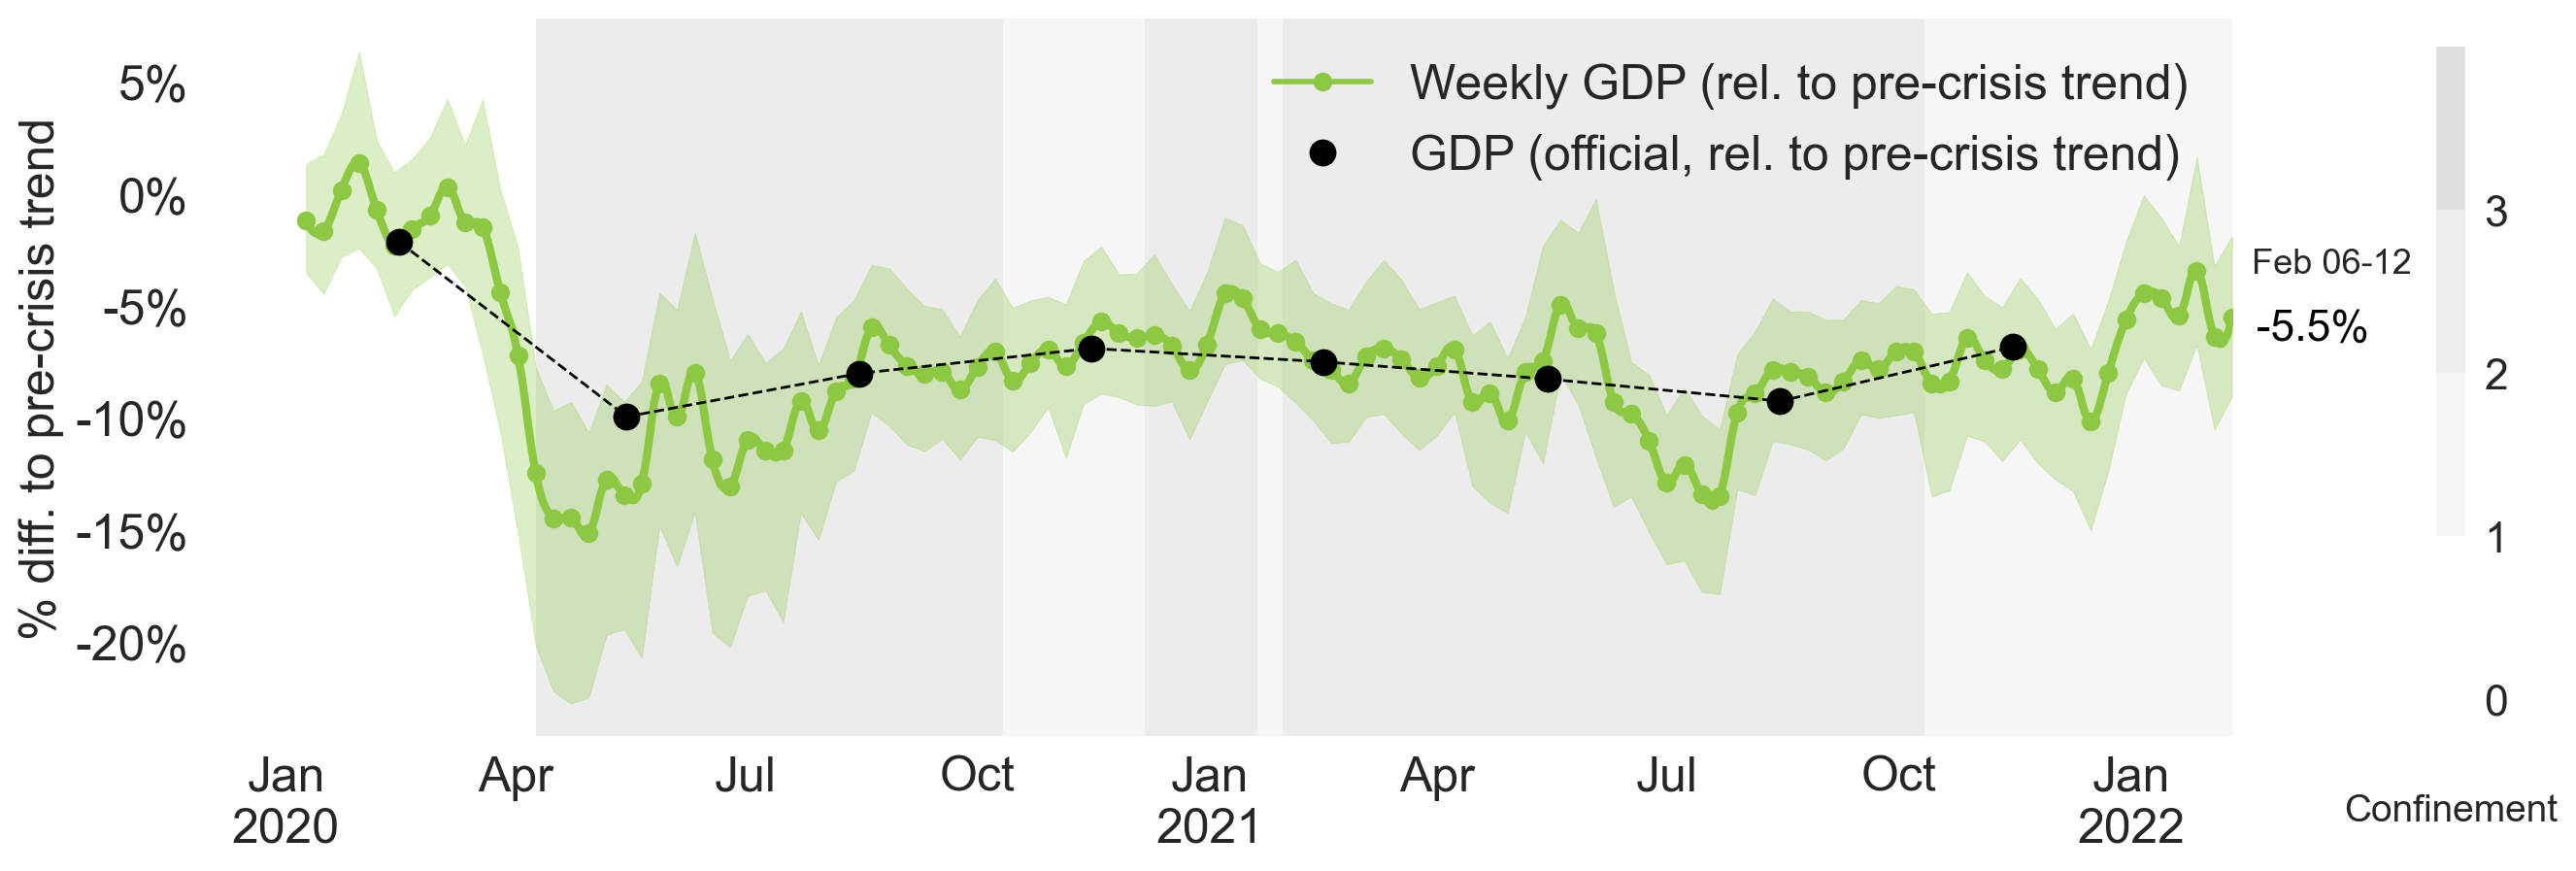 % diff. to pre-crisis trend
5%
0%
-5%
-10%
-15%
-20%
Weekly GDP (rel. to pre-crisis trend)
GDP (official, rel. to pre-crisis trend)
Feb 06-12
-5.5%
3
2
1
0
Confinement
Jan Apr Jul Oct Jan Apr Jul Oct Jan
2020 2021 2022